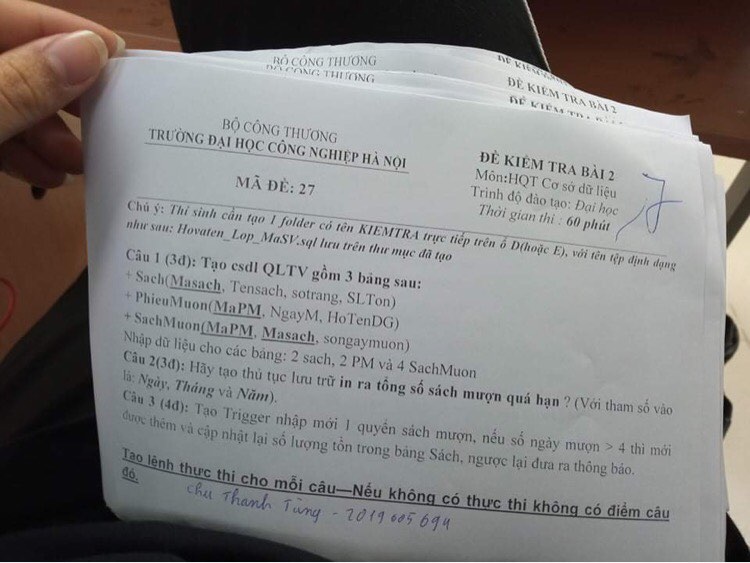 BỘ CÔNG THƯƠNG
ĐỀ KIỂM TRA BÀI 2
BỘ CÔNG THƯƠNG
TRƯỜNG ĐẠI HỌC CÔNG NGHIỆP HÀ NỘI
MÃ ĐỀ: 27
ĐỀ KIỂM TRA BÀI 2
Môn:HQT Cơ sở dữ liệu
Trình độ đào tạo: Đại học
Thời gian thi : 60 phút
Chú ý: Thí sinh cần tạo 1 folder có tên KIEMTRA trực tiếp trên ổ D(hoặc E), với tên tệp định dạng
như sau: Hovaten_Lop_MaSV.sql lưu trên thư mục đã tạo
Câu 1 (3đ): Tạo csdl QLTV gồm 3 bảng sau:
+ Sach(Masach, Tensach, sotrang, SLTon)
+ PhieuMuon(MaPM, NgayM, HoTenDG)
+ SachMuon(MaPM, Masach, songaymuon)
Nhập dữ liệu cho các bảng: 2 sach, 2 PM và 4 SachMuon
Câu 2(3đ): Hãy tạo thủ tục lưu trữ in ra tổng số sách mượn quá hạn ? (Với tham số vào
là: Ngày, Tháng và Năm).
Câu 3 (4đ): Tạo Trigger nhập mới 1 quyển sách mượn, nếu số ngày mượn > 4 thì mới
được thêm và cập nhật lại số lượng tồn trong bảng Sách, ngược lại đưa ra thông báo.
Tạo lệnh thực thi cho mỗi câu—Nếu không có thực thi không có điểm câu
đó.
Chu Thanh Tùng - 2019605694